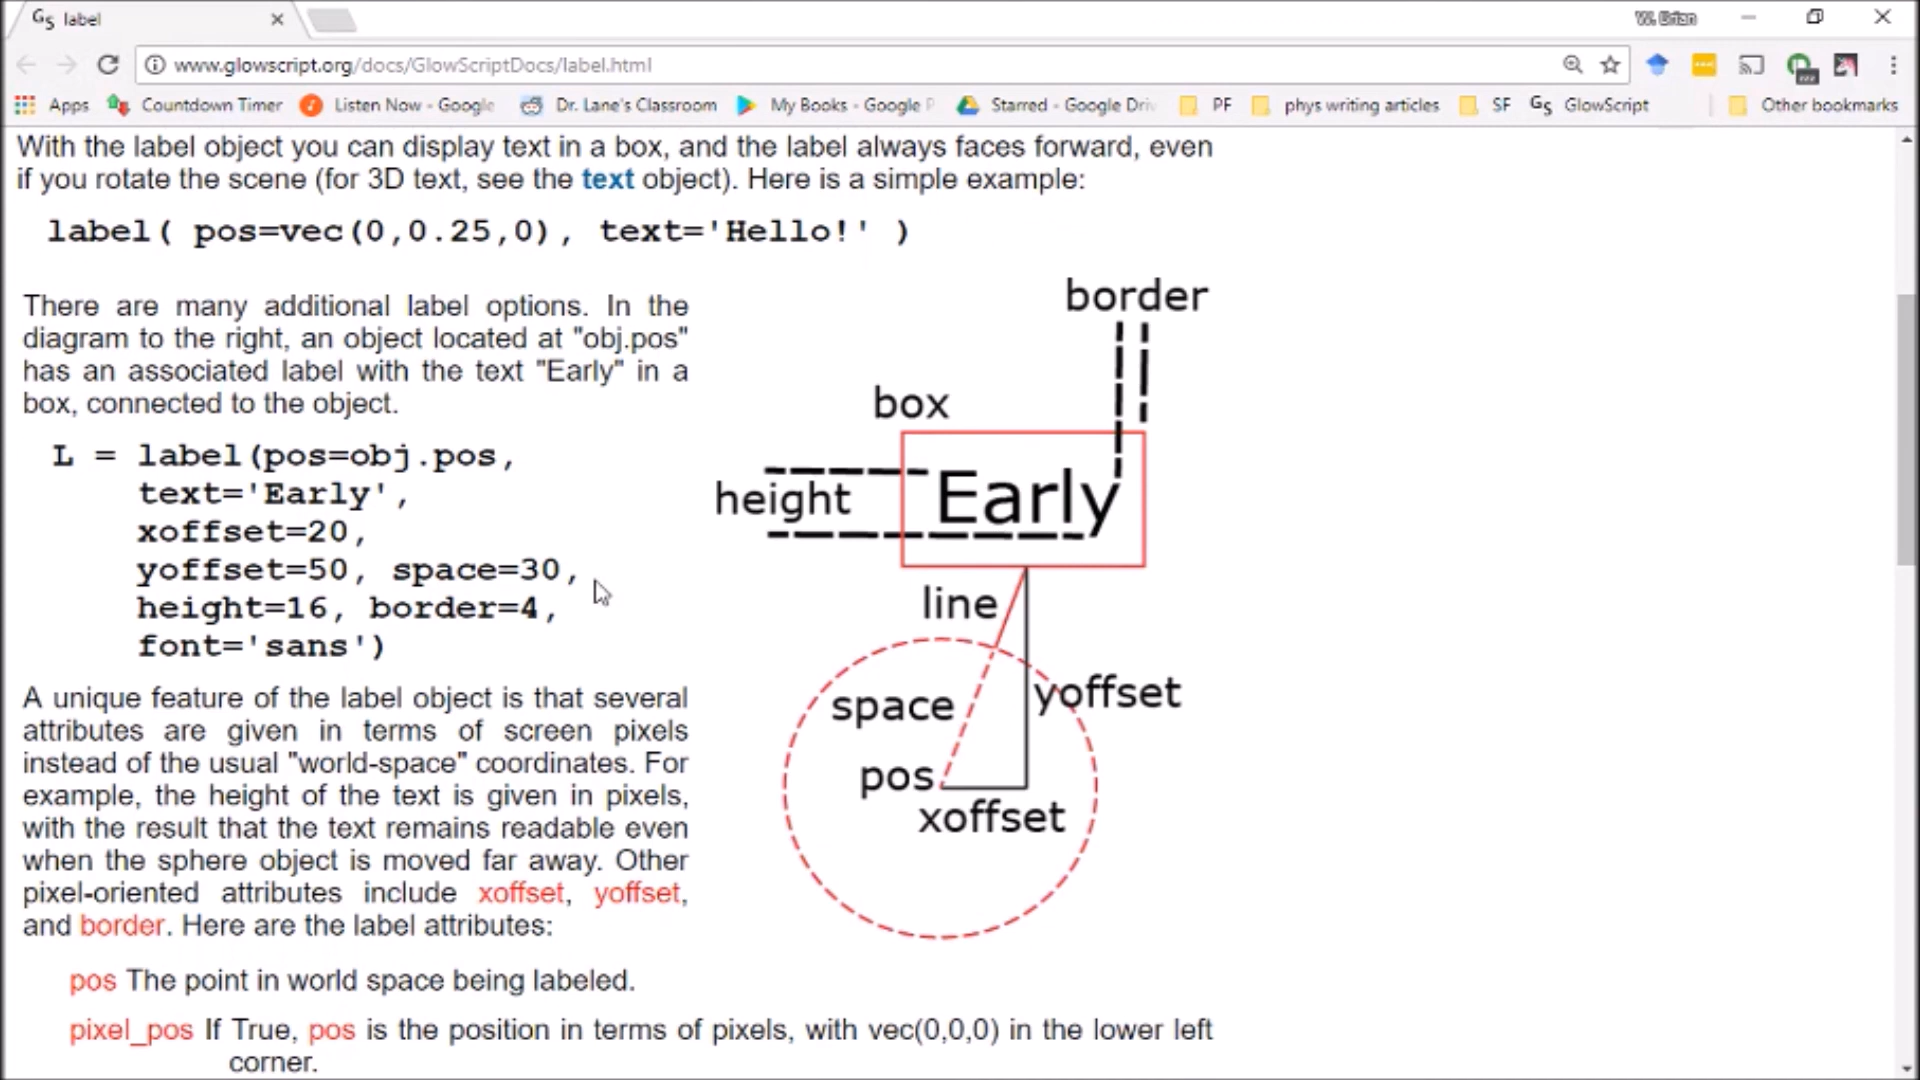 GS label
W. Brian
www.glowscript.org/docs/GlowScriptDocs/label.html
Apps Countdown Timer Listen Now - Google Dr. Lane's Classroom My Books - Google P Starred - Google Driv PF phys writing articles SF GS GlowScript Other bookmarks
With the label object you can display text in a box, and the label always faces forward, even
if you rotate the scene (for 3D text, see the text object). Here is a simple example:
label( pos=vec(0,0.25,0), text='Hello!' )
There are many additional label options. In the
diagram to the right, an object located at "obj.pos"
has an associated label with the text "Early" in a
box, connected to the object.
L = label(pos=obj.pos,
text='Early',
xoffset=20,
yoffset=50, space=30,
height=16, border=4,
font='sans')
A unique feature of the label object is that several
attributes are given in terms of screen pixels
instead of the usual "world-space" coordinates. For
example, the height of the text is given in pixels,
with the result that the text remains readable even
when the sphere object is moved far away. Other
pixel-oriented attributes include xoffset, yoffset,
and border. Here are the label attributes:
border
box
height
Early
line
space
yoffset
pos
xoffset
pos The point in world space being labeled.
pixel_pos If True, pos is the position in terms of pixels, with vec(0,0,0) in the lower left
corner.